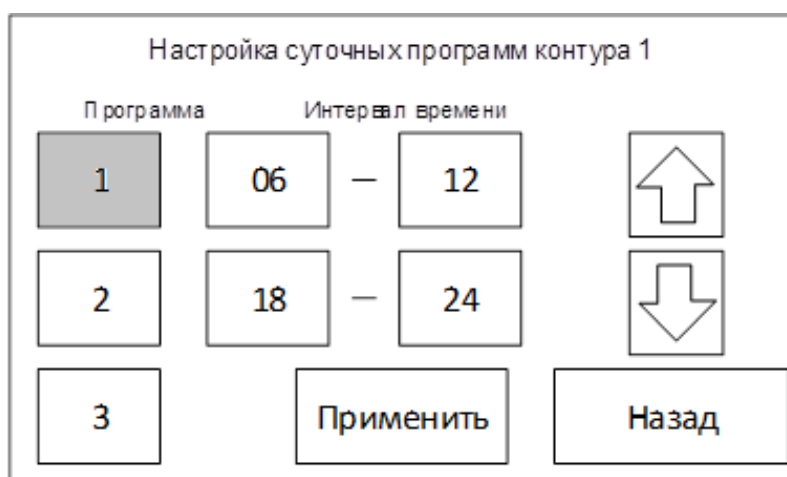 Настройка суточных программ контура 1
Программа Интервал времени
1 06 – 12
2 18 – 24
3 Применить Назад